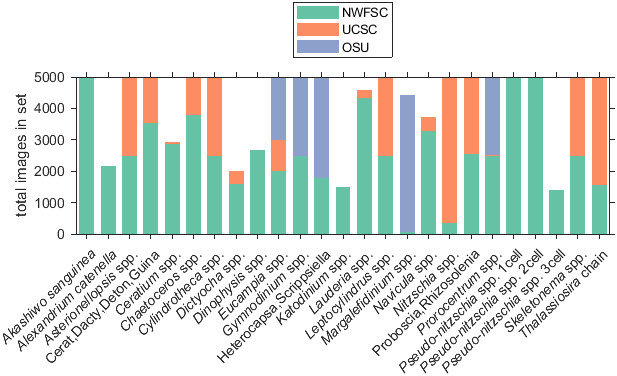 NWFSC
UCSC
OSU
total images in set
5000
4000
3000
2000
1000
0
Akashiwo sanguinea
Alexandrium catenella
Asterionellopsis spp.
Cerat,Dacty,Deton,Guina
Ceratium spp.
Chaetoceros spp.
Cylindrotheca spp.
Dictyocha spp.
Dinophysis spp.
Eucampia spp.
Gymnodinium spp.
Heterocapsa,Scrippsiella
Katodinium spp.
Lauderia spp.
Leptocylindrus spp.
Margalefidinium spp.
Navicula spp.
Nitzschia spp.
Proboscia,Rhizosolenia
Prorocentrum spp.
Pseudo-nitzschia spp. 1cell
Pseudo-nitzschia spp. 2cell
Pseudo-nitzschia spp. 3cell
Skeletonema spp.
Thalassiosira chain